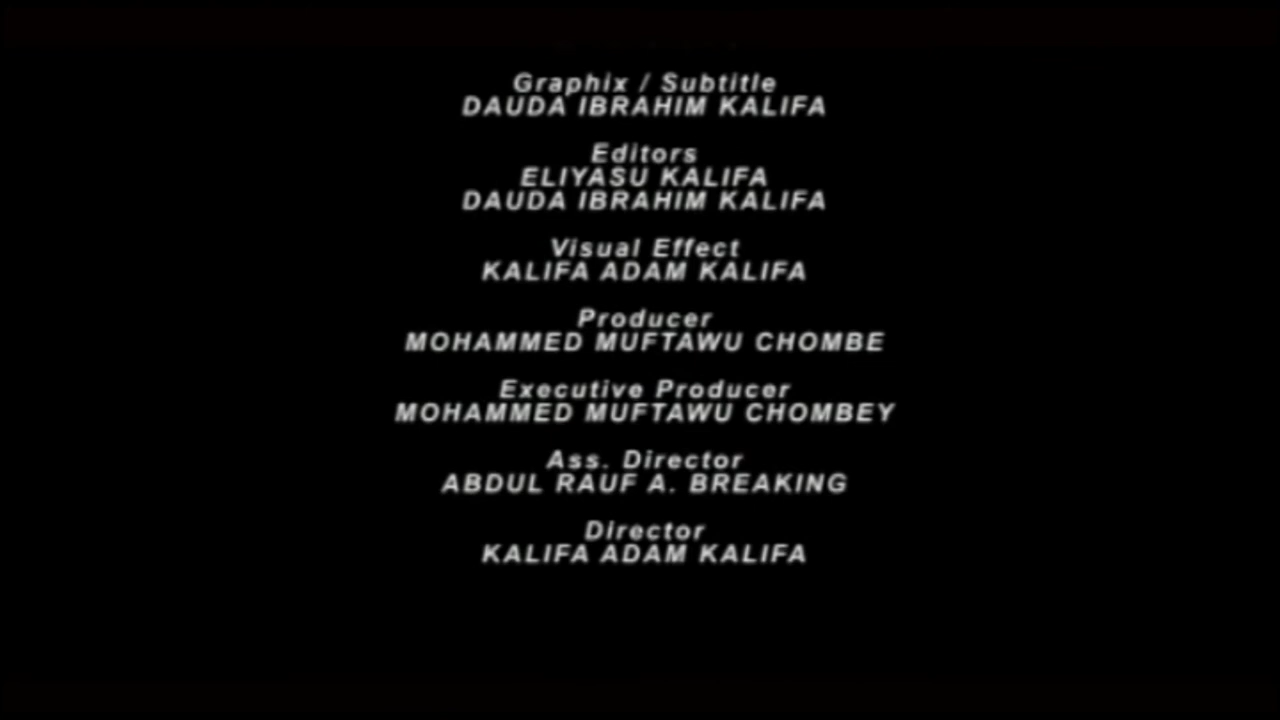 Graphix / Subtitle
DAUDA IBRAHIM KALIFA
Editors
ELIYASU KALIFA
DAUDA IBRAHIM KALIFA
Visual Effect
KALIFA ADAM KALIFA
Producer
MOHAMMED MUFTAWU CHOMBE
Executive Producer
MOHAMMED MUFTAWU CHOMBEY
Ass. Director
ABDUL RAUF A. BREAKING
Director
KALIFA ADAM KALIFA